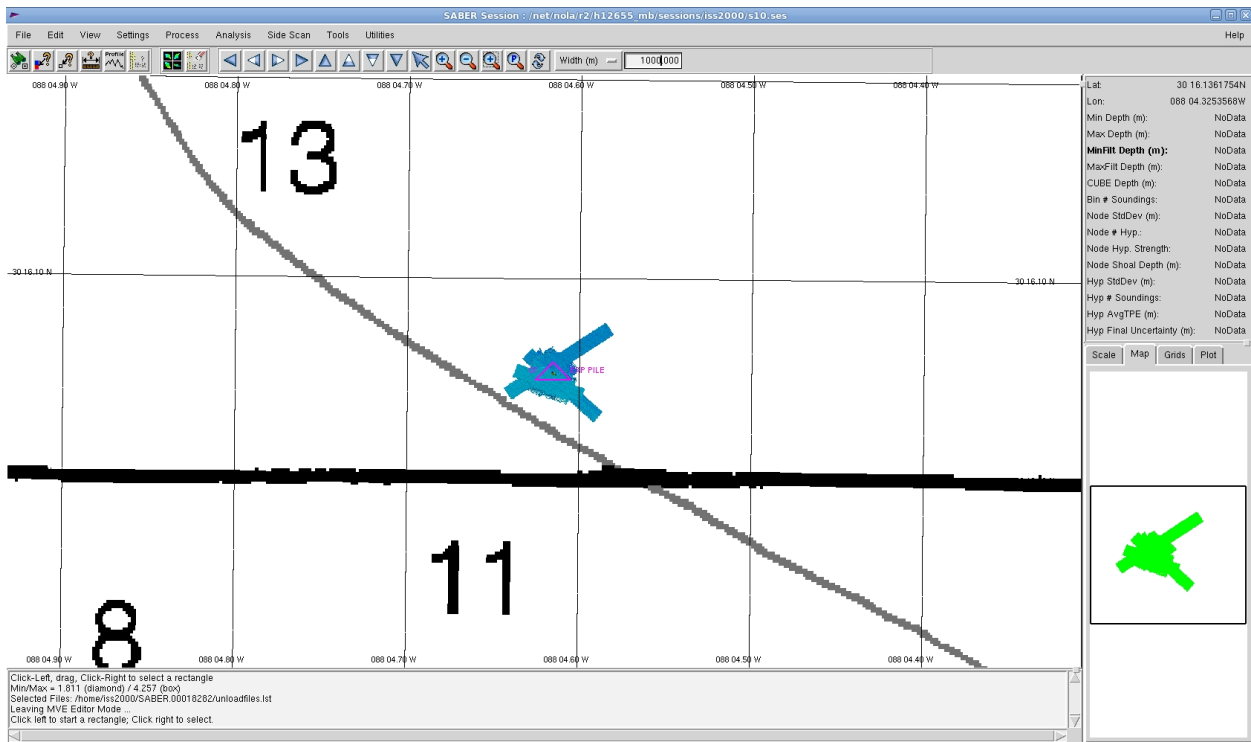 SABER Session : /net/nola/r2/h12655_mb/sessions/iss2000/s10.ses
File Edit View Settings Process Analysis Side Scan Tools Utilities Help
Profile Width (m) 1000.000
088 04.90 W 088 04.80 W 088 04.70 W 088 04.60 W 088 04.50 W 088 04.40 W
13
30 16.10 N 30 16.10 N
PILE
11
8
088 04.90 W 088 04.80 W 088 04.70 W 088 04.60 W 088 04.50 W 088 04.40 W
Lat: 30 16.1361754N
Lon: 088 04.3253568W
Min Depth (m): NoData
Max Depth (m): NoData
MinFilt Depth (m): NoData
MaxFilt Depth (m): NoData
CUBE Depth (m): NoData
Bin # Soundings: NoData
Node StdDev (m): NoData
Node # Hyp.: NoData
Node Hyp. Strength: NoData
Node Shoal Depth (m): NoData
Hyp StdDev (m): NoData
Hyp # Soundings: NoData
Hyp AvgTPE (m): NoData
Hyp Final Uncertainty (m): NoData
Scale Map Grids Plot
Click-Left, drag, Click-Right to select a rectangle
Min/Max = 1.811 (diamond) / 4.257 (box)
Selected Files: /home/iss2000/SABER.00018282/unloadfiles.lst
Leaving MVE Editor Mode ...
Click left to start a rectangle; Click right to select.